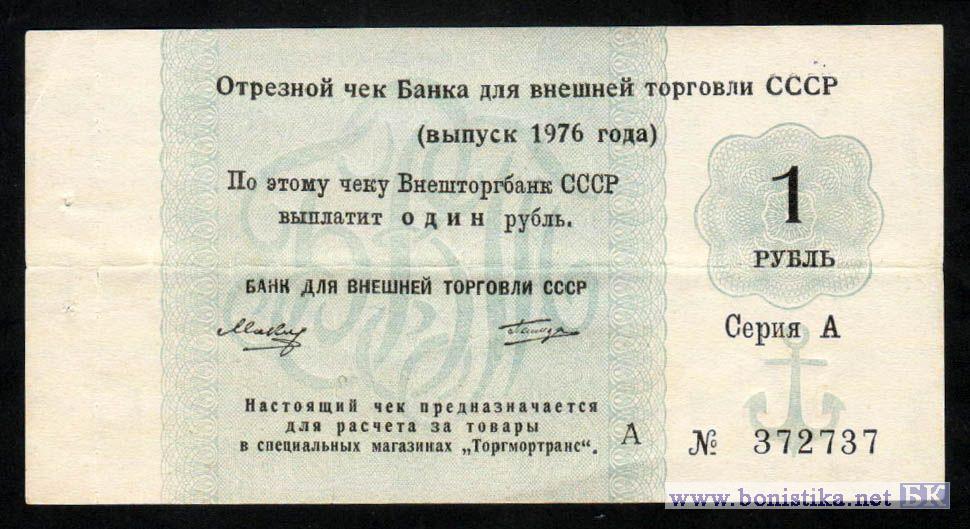 Отрезной чек Банка для внешней торговли СССР
(выпуск 1976 года)
По этому чеку Внешторгбанк СССР
выплатит один рубль.
БАНК ДЛЯ ВНЕШНЕЙ ТОРГОВЛИ СССР
Настоящий чек предназначается
для расчета за товары
в специальных магазинах „Торгмортранс“.
А
1
РУБЛЬ
Серия А
№ 372737
www.bonistika.net БК